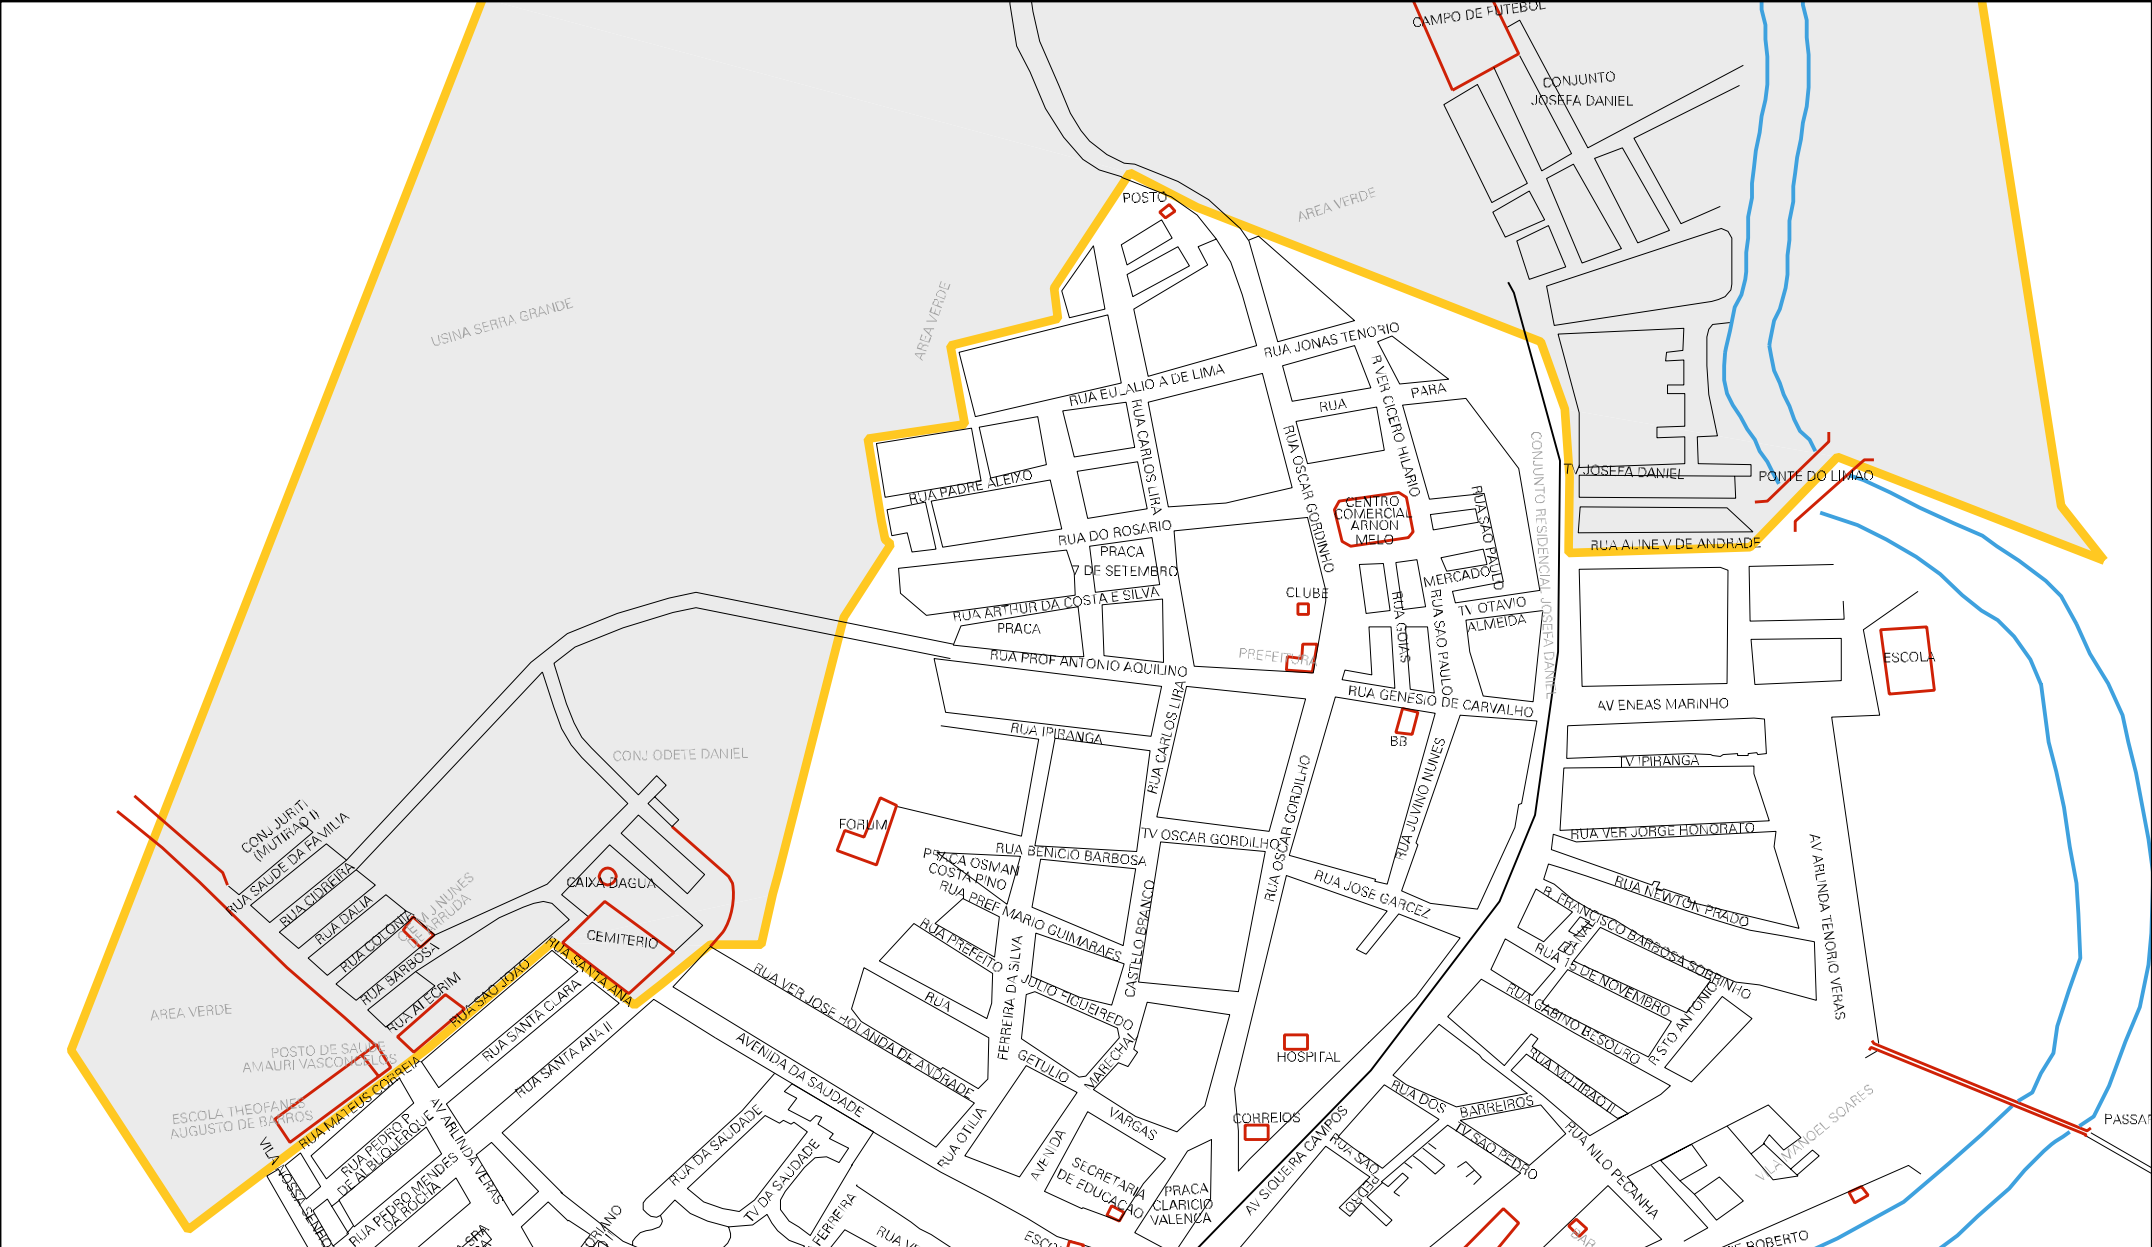 CAMPO DE FUTEBOL
CONJUNTO
JOSEFA DANIEL
POSTO
AREA VERDE
USINA SERRA GRANDE
AREA VERDE
RUA JONAS TENORIO
RUA EULALIO A DE LIMA
PARA
RUA
R VER CICERO HILARIO
RUA CARLOS LIRA
RUA OSCAR GORDINHO
RUA PADRE ALEIXO
TV JOSEFA DANIEL
PONTE DO LIMAO
CENTRO
COMERCIAL
ARNON
MELO
RUA SAO PAULO
CONJUNTO RESIDENCIAL JOSEFA DANIEL
RUA DO ROSARIO
RUA ALINE V DE ANDRADE
PRACA
7 DE SETEMBRO
MERCADO
CLUBE
RUA ARTHUR DA COSTA E SILVA
TV OTAVIO
ALMEIDA
RUA GOIAS
RUA SAO PAULO
PRACA
PREFEITURA
ESCOLA
RUA PROF ANTONIO AQUILINO
RUA GENESIO DE CARVALHO
AV ENEAS MARINHO
RUA CARLOS LIRA
RUA IPIRANGA
BB
CONJ ODETE DANIEL
TV IPIRANGA
RUA OSCAR GORDILHO
RUA JUVINO NUNES
CONJ JURITI
(MUTIRAO I)
FORUM
TV OSCAR GORDILHO
RUA VER JORGE HONORATO
RUA SAUDE DA FAMILIA
RUA BENICIO BARBOSA
PRACA OSMAN
COSTA PINO
RUA CIDREIRA
CAIXA DAGUA
RUA JOSE GARCEZ
RUA NEWTON PRADO
AV ARLINDA TENORIO VERAS
RUA DALIA
RUA PREF MARIO GUIMARAES
R. FRANCISCO BARBOSA SOBRINHO
RUA COLONIA
CEMITERIO
RUA PREFEITO
CASTELO BRANCO
RUA BARBOSA
RUA SANTA ANA
RUA 15 DE NOVEMBRO
RUA ALECRIM
RUA SAO JOAO
RUA VER JOSE HOLANDA DE ANDRADE
RUA
FERREIRA DA SILVA
JULIO FIGUEIREDO
RUA GABINO BESOURO
R STO ANTONIO
AREA VERDE
RUA SANTA CLARA
RUA SANTA ANA II
AVENIDA DA SAUDADE
HOSPITAL
POSTO DE SAUDE
AMAURI VASCONCELOS
GETULIO
MARECHAL
RUA MUTIRAO II
ESCOLA THEOFANES
AUGUSTO DE BARROS
RUA MATEUS CORREIA
AV ARLINDA VERAS
VARGAS
CORREIOS
RUA DOS
BARREIROS
VILA MANOEL SOARES
RUA PEDRO P
DE ALBUQUERQUE
RUA DA SAUDADE
RUA OTILIA
AVENIDA
AV SIQUEIRA CAMPOS
RUA SAO
PEDRO
TV SAO PEDRO
RUA NILO PECANHA
VILA NOSSA SENHO
RUA PEDRO MENDES
DA ROCHA
TV DA SAUDADE
SECRETARIA
DE EDUCACAO
PRACA
CLARICIO
VALENCA
FERREIRA
ROBERTO